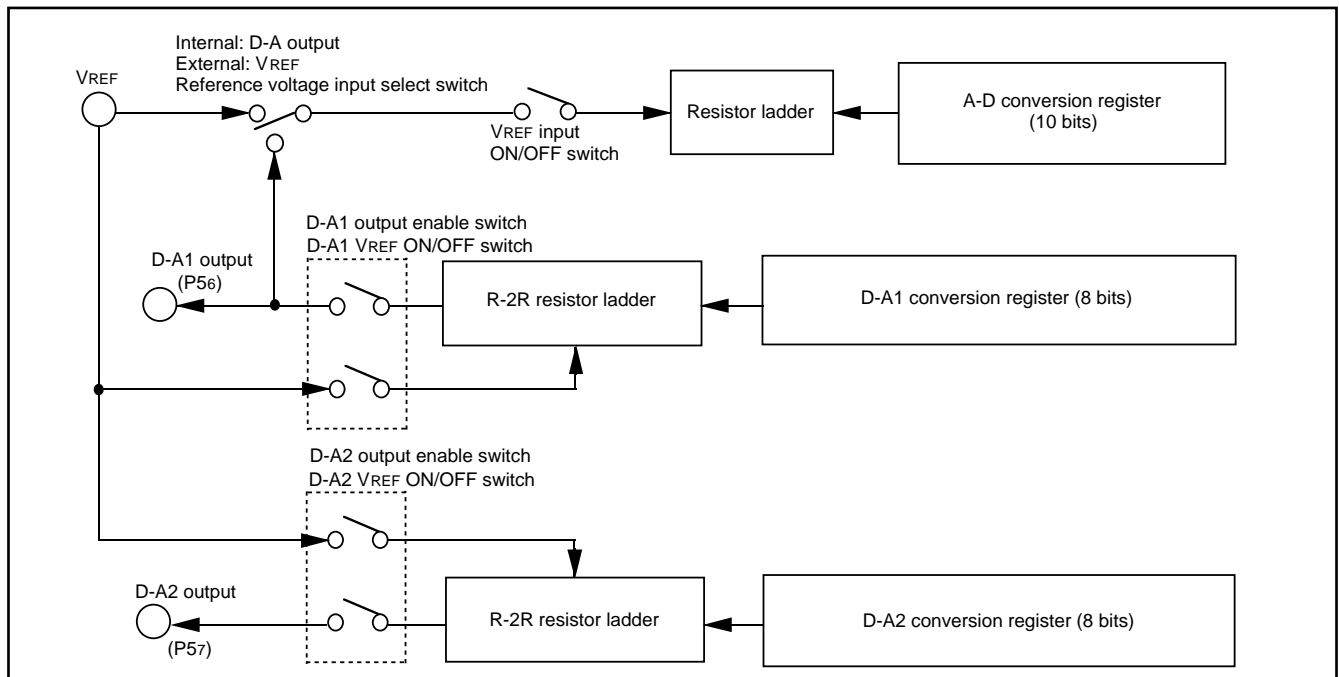 Internal: D-A output
External: VREF
Reference voltage input select switch
VREF
VREF input
ON/OFF switch
Resistor ladder
A-D conversion register
(10 bits)
D-A1 output enable switch
D-A1 VREF ON/OFF switch
D-A1 output
(P56)
R-2R resistor ladder
D-A1 conversion register (8 bits)
D-A2 output enable switch
D-A2 VREF ON/OFF switch
D-A2 output
(P57)
R-2R resistor ladder
D-A2 conversion register (8 bits)